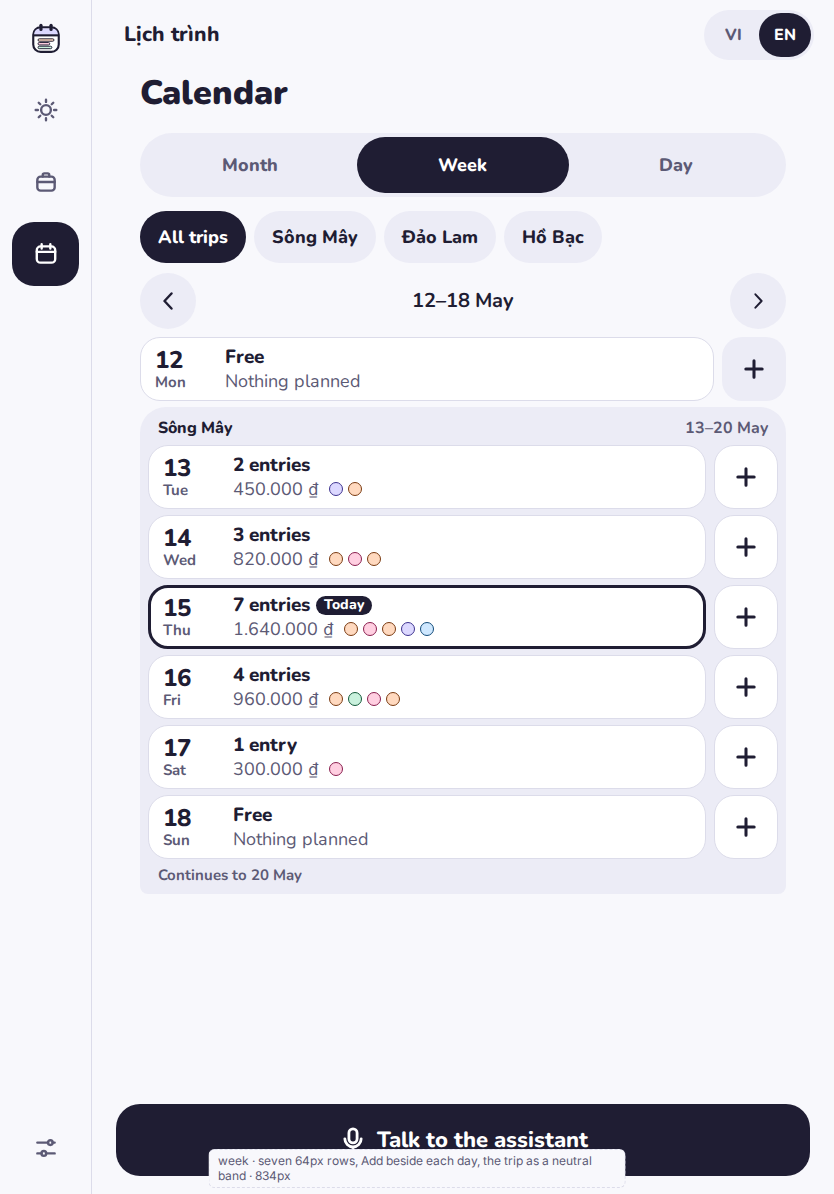 Lịch trình
VI EN
Calendar
Month Week Day
All trips Sông Mây Đảo Lam Hồ Bạc
12–18 May
12 Free
Mon Nothing planned
Sông Mây 13–20 May
13 2 entries
Tue 450.000 ₫
14 3 entries
Wed 820.000 ₫
15 7 entries Today
Thu 1.640.000 ₫
16 4 entries
Fri 960.000 ₫
17 1 entry
Sat 300.000 ₫
18 Free
Sun Nothing planned
Continues to 20 May
Talk to the assistant
week · seven 64px rows, Add beside each day, the trip as a neutral
band · 834px